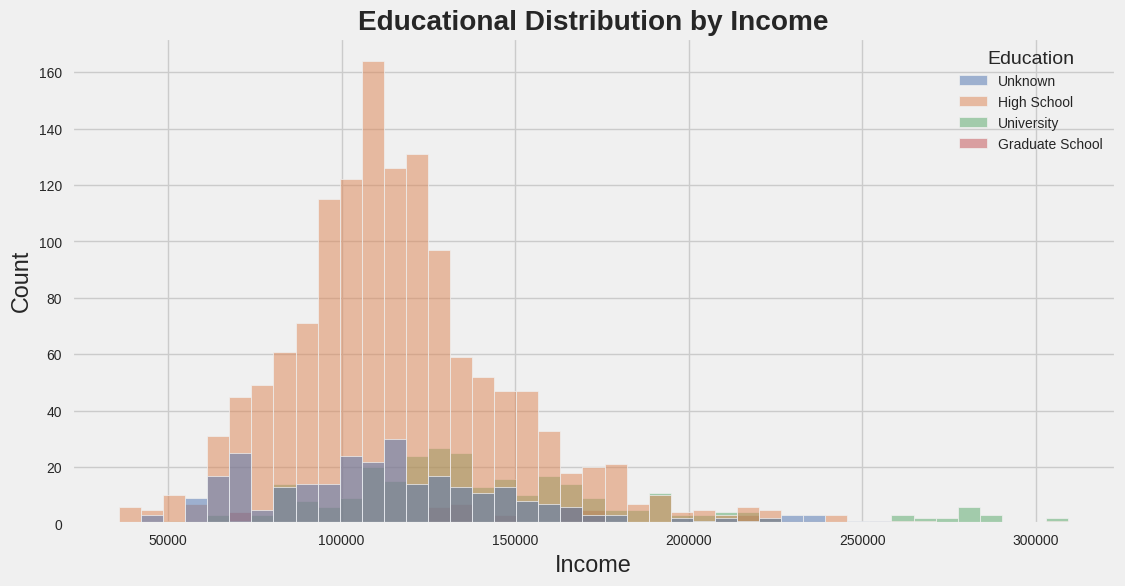 Educational Distribution by Income
Education
Unknown
High School
University
Graduate School
Count
160
140
120
100
80
60
40
20
0
50000 100000 150000 200000 250000 300000
Income